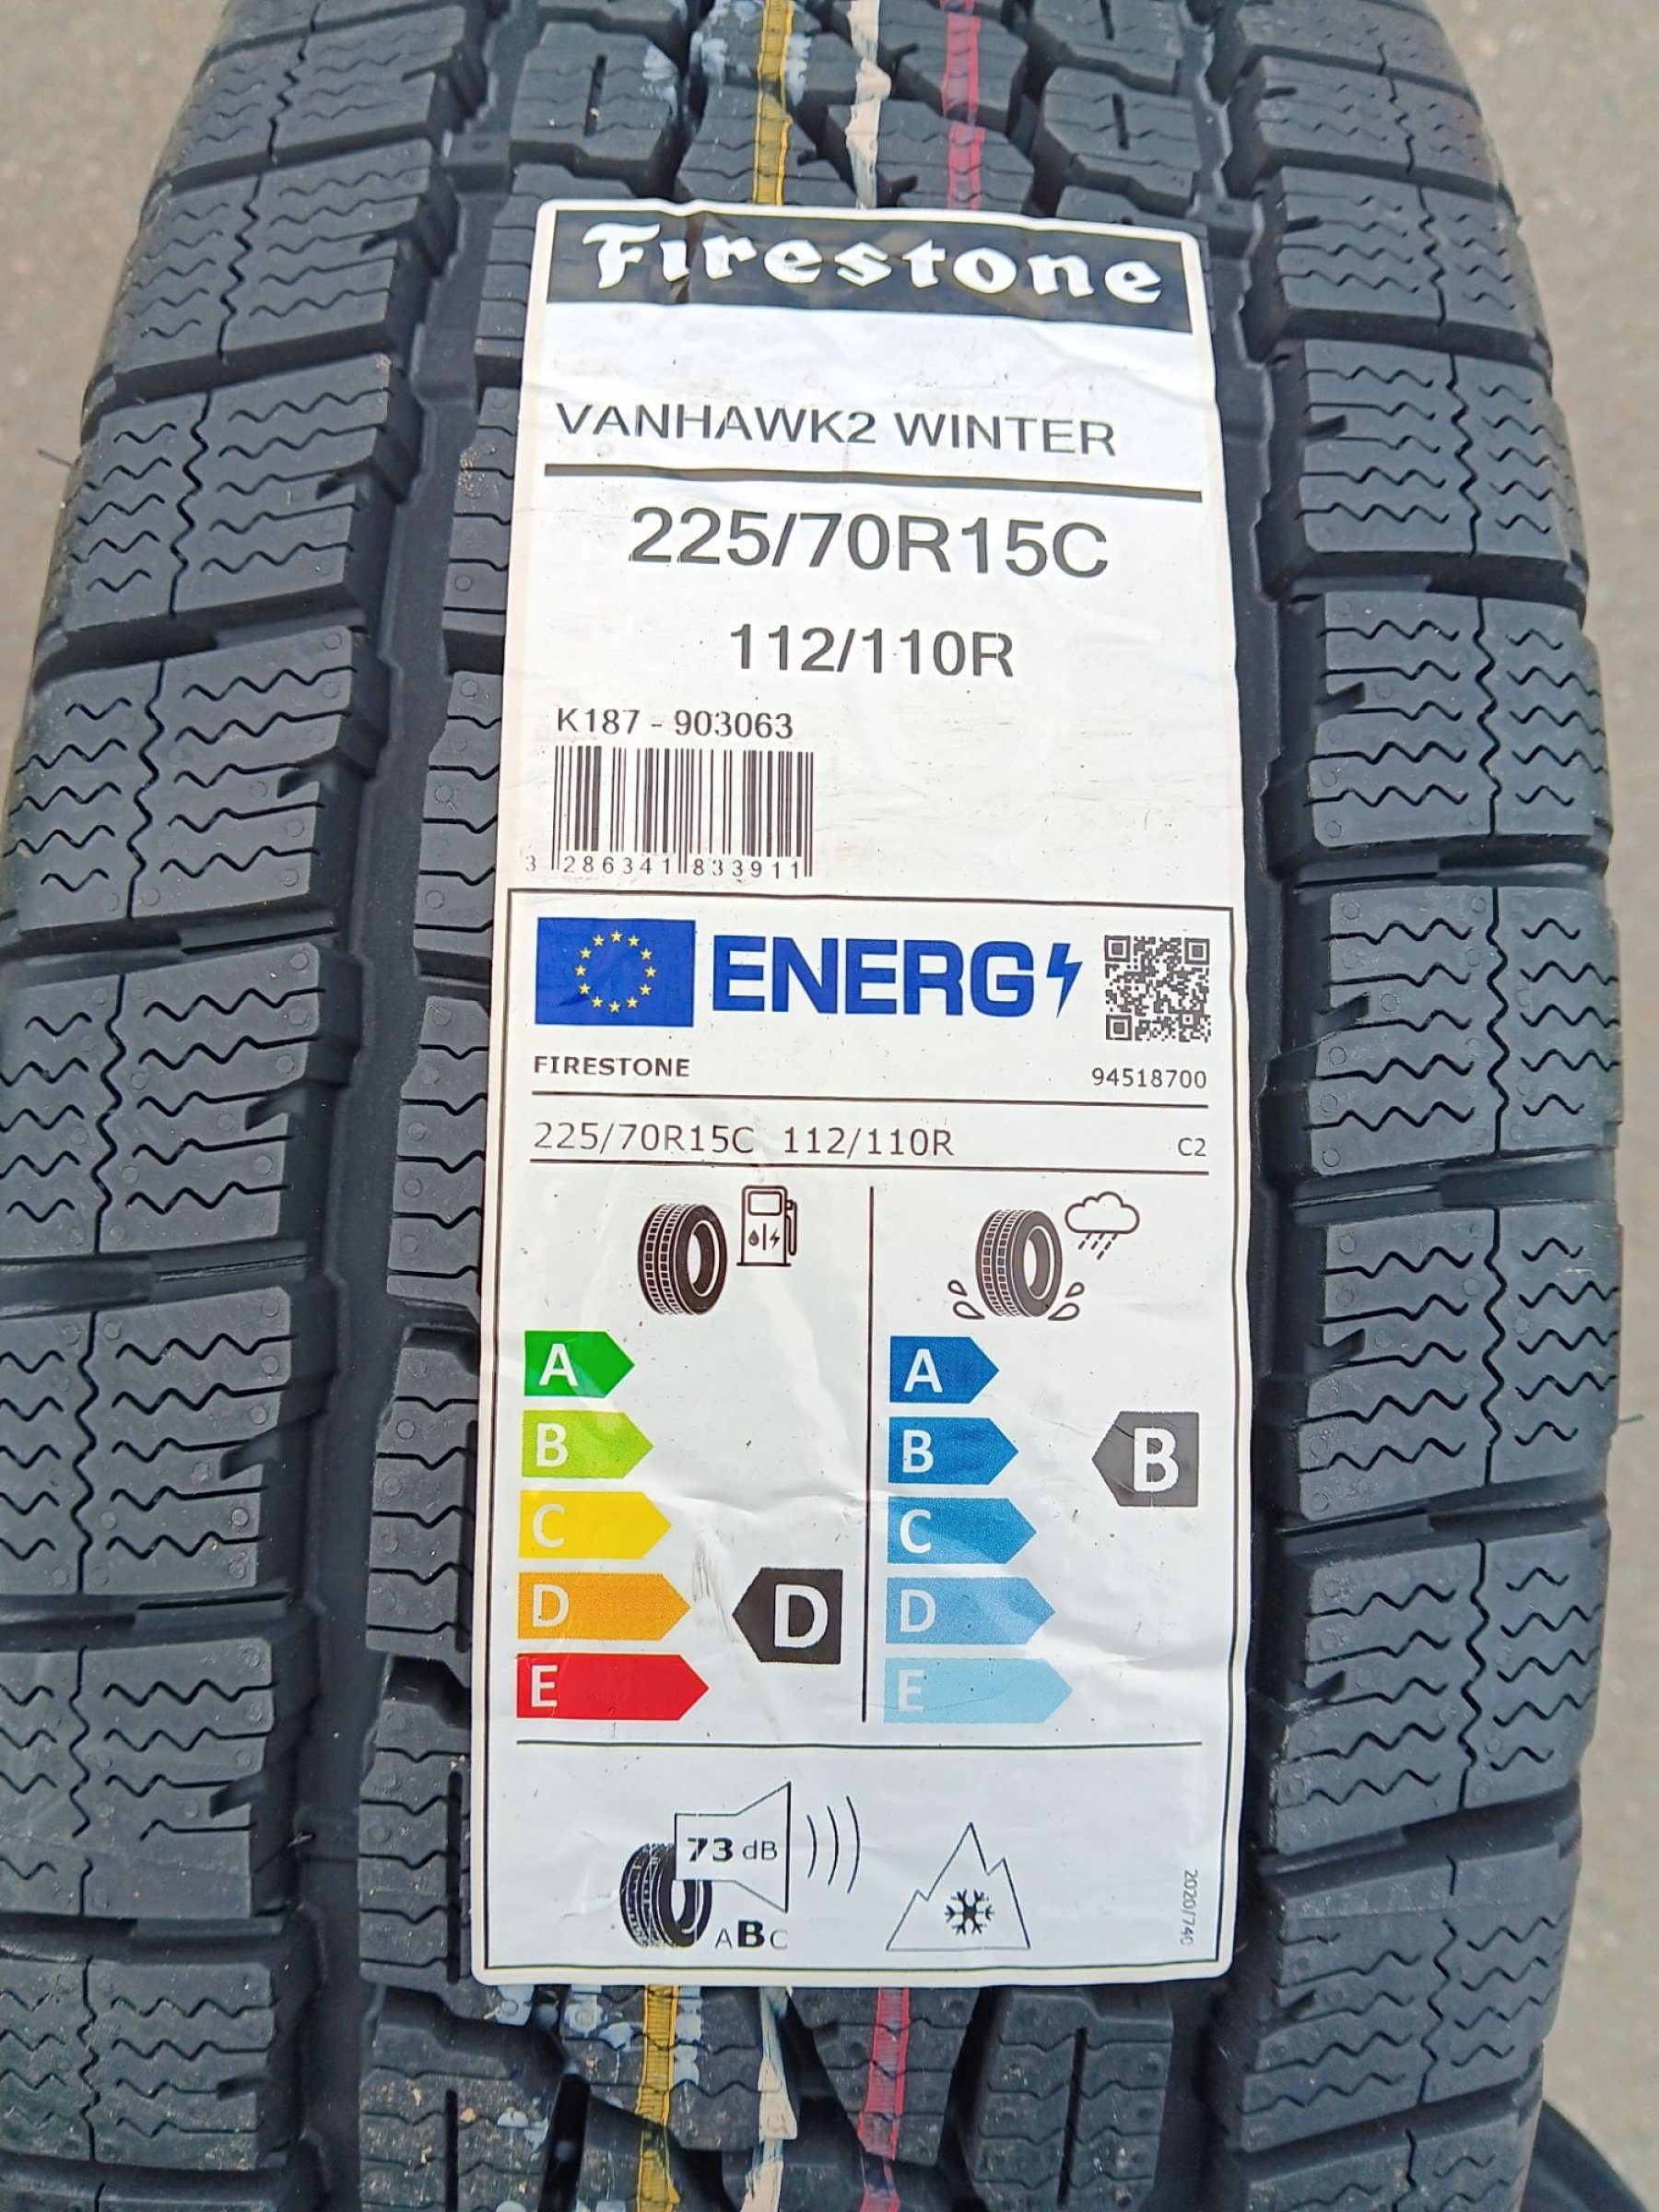 Firestone
VANHAWK2 WINTER
225/70R15C
112/110R
K187 - 903063
3 286341 833911
ENERG
FIRESTONE
94518700
225/70R15C 112/110R
C2
A
B
C
D
E
D
A
B
C
D
E
B
73 dB
ABC
2020/740